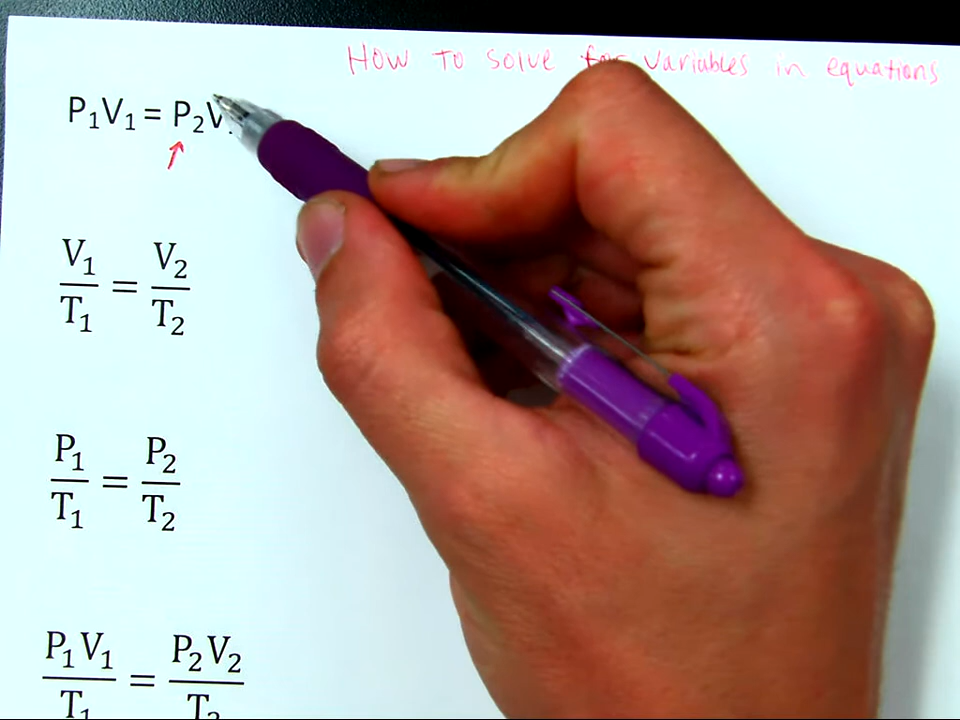 How to solve for variables in equations
P₁V₁ = P₂V
V₁/T₁ = V₂/T₂
P₁/T₁ = P₂/T₂
P₁V₁/T₁ = P₂V₂/T₂